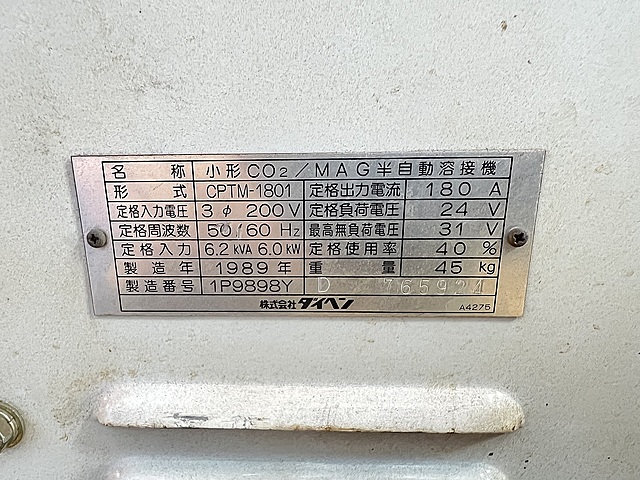 名称 小形CO₂/MAG半自動溶接機
形式 CPTM-1801 定格出力電流 180 A
定格入力電圧 3φ 200V 定格負荷電圧 24 V
定格周波数 50/60 Hz 最高無負荷電圧 31 V
定格入力 6.2kVA 6.0kW 定格使用率 40 %
製造年 1989年 重量 45 kg
製造番号 1P9898Y D 765924
株式会社ダイヘン A4275